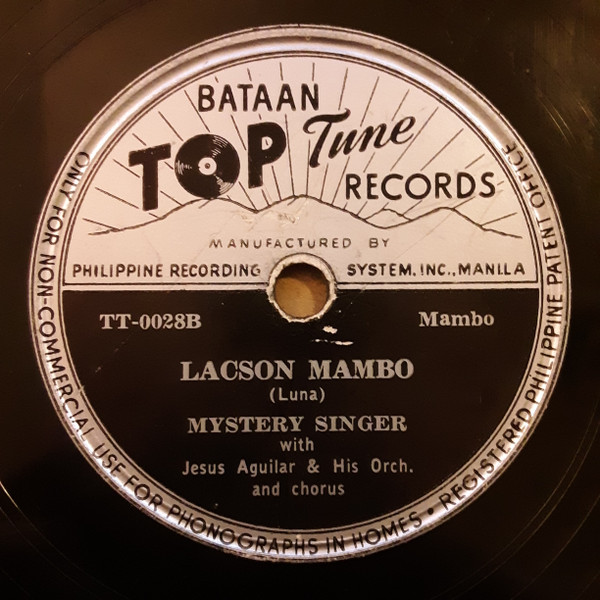 BATAAN
TOP Tune
RECORDS
MANUFACTURED BY
PHILIPPINE RECORDING SYSTEM, INC., MANILA
TT-0028B Mambo
LACSON MAMBO
(Luna)
MYSTERY SINGER
with
Jesus Aguilar & His Orch.
and chorus
ONLY FOR NON-COMMERCIAL USE FOR PHONOGRAPHS IN HOMES • REGISTERED PHILIPPINE PATENT OFFICE